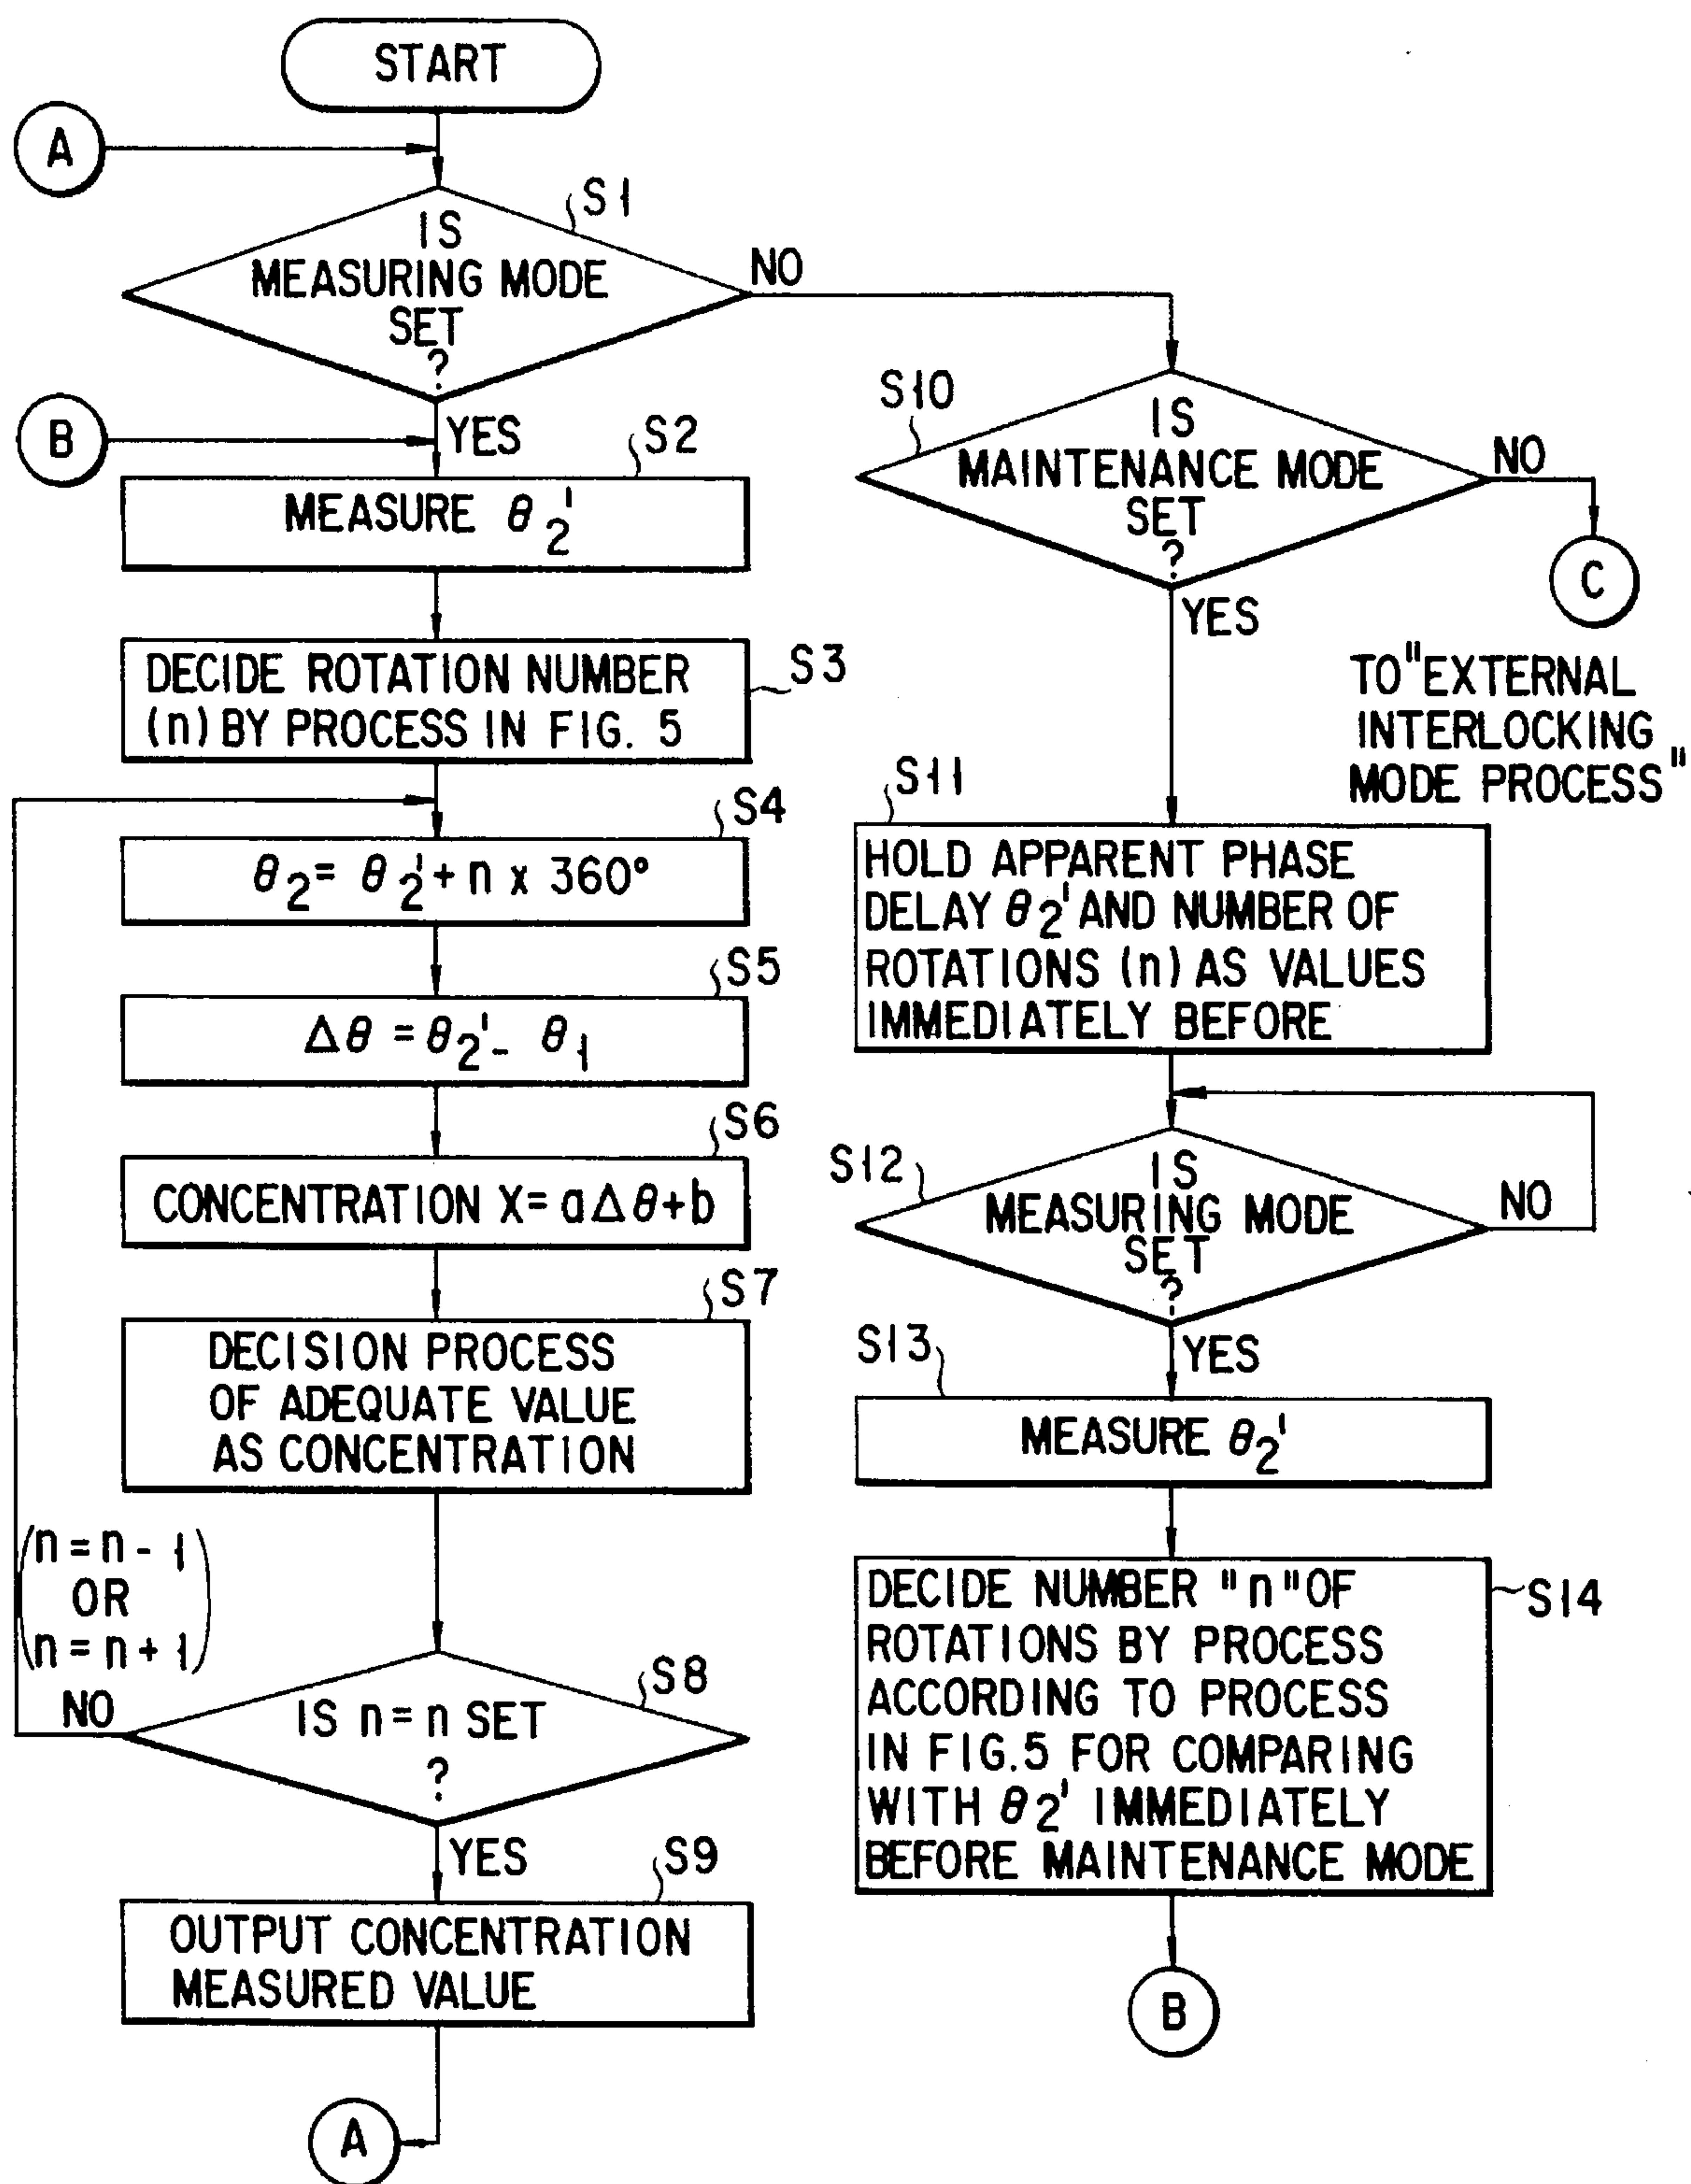 START
A
S1
IS
MEASURING MODE
SET
?
NO
B
YES
S2
MEASURE θ2'
S3
DECIDE ROTATION NUMBER
(n) BY PROCESS IN FIG. 5
S4
θ2= θ2'+ n x 360°
S5
Δθ = θ2'- θ1
S6
CONCENTRATION X= aΔθ+b
S7
DECISION PROCESS
OF ADEQUATE VALUE
AS CONCENTRATION
(n = n - 1
OR
n = n + 1)
NO
S8
IS n = n SET
?
YES
S9
OUTPUT CONCENTRATION
MEASURED VALUE
A
S10
IS
MAINTENANCE MODE
SET
?
NO
C
YES
TO "EXTERNAL
INTERLOCKING
MODE PROCESS"
S11
HOLD APPARENT PHASE
DELAY θ2' AND NUMBER OF
ROTATIONS (n) AS VALUES
IMMEDIATELY BEFORE
S12
IS
MEASURING MODE
SET
?
NO
YES
S13
MEASURE θ2'
S14
DECIDE NUMBER "n" OF
ROTATIONS BY PROCESS
ACCORDING TO PROCESS
IN FIG.5 FOR COMPARING
WITH θ2' IMMEDIATELY
BEFORE MAINTENANCE MODE
B